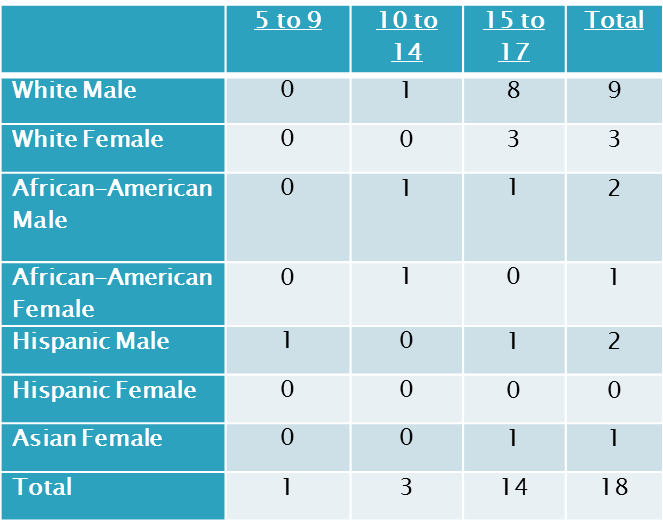 5 to 9 10 to 14 15 to 17 Total
White Male 0 1 8 9
White Female 0 0 3 3
African-American Male 0 1 1 2
African-American Female 0 1 0 1
Hispanic Male 1 0 1 2
Hispanic Female 0 0 0 0
Asian Female 0 0 1 1
Total 1 3 14 18